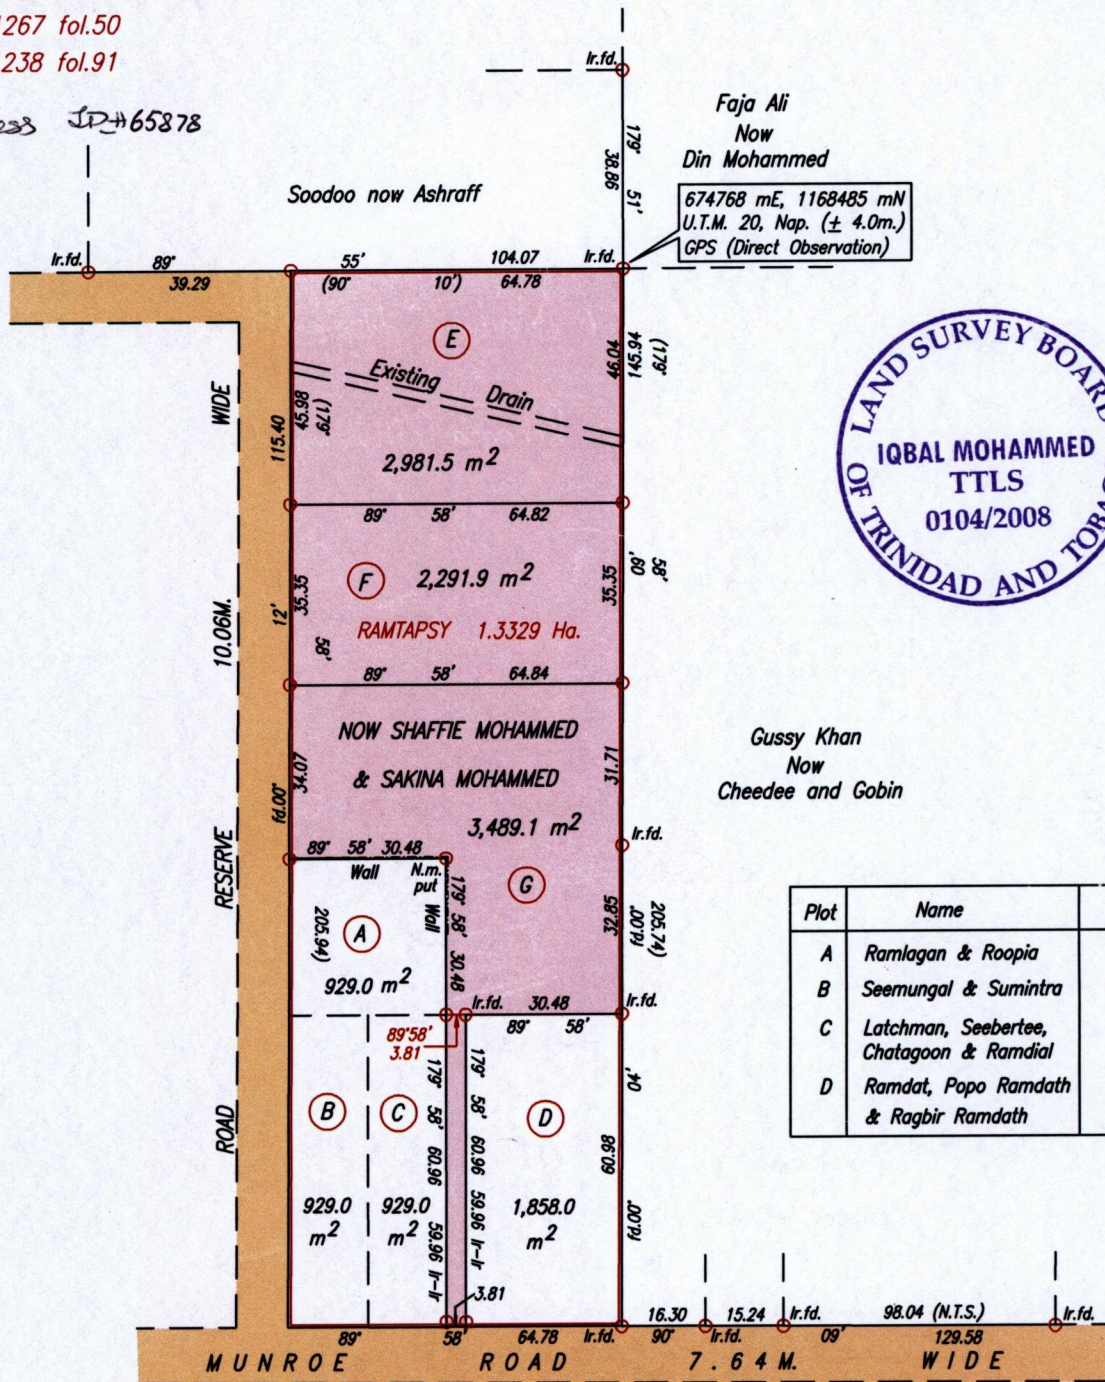 267 fol.50
238 fol.91
ess ID#65878
Ir.fd.
Faja Ali
Now
Din Mohammed
179° 51'
38.86
Soodoo now Ashraff
674768 mE, 1168485 mN
U.T.M. 20, Nap. (± 4.0m.)
GPS (Direct Observation)
Ir.fd. 89° 55' 104.07 Ir.fd.
39.29 (90° 10') 64.78
E
Existing Drain
46.04
145.94 (179°
45.98 (179°
115.40
2,981.5 m²
89° 58' 64.82
F 2,291.9 m²
35.35
12'
58'
35.35
58'
60'
RAMTAPSY 1.3329 Ha.
89° 58' 64.84
NOW SHAFFIE MOHAMMED
& SAKINA MOHAMMED
34.07
31.71
fd.00°
3,489.1 m²
Ir.fd.
G
89° 58' 30.48
Wall N.m.
put
Wall
179° 58' 30.48
32.85
fd.00°
205.74)
205.94)
A
929.0 m²
Ir.fd. 30.48 Ir.fd.
89° 58'
89°58'
3.81
B C D
179° 58' 60.96 59.96 Ir-Ir
179° 58' 60.96 59.96 Ir-Ir
04'
60.98
fd.00°
929.0
m²
929.0
m²
1,858.0
m²
3.81
16.30 15.24 Ir.fd. 98.04 (N.T.S.) Ir.fd.
89° 58' 64.78 Ir.fd. 90° Ir.fd. 09' 129.58
MUNROE ROAD 7.64M. WIDE
ROAD RESERVE 10.06M. WIDE
Gussy Khan
Now
Cheedee and Gobin
LAND SURVEY BOARD
OF TRINIDAD AND
IQBAL MOHAMMED
TTLS
0104/2008
Plot Name
A Ramlagan & Roopia
B Seemungal & Sumintra
C Latchman, Seebertee,
Chatagoon & Ramdial
D Ramdat, Popo Ramdath
& Ragbir Ramdath